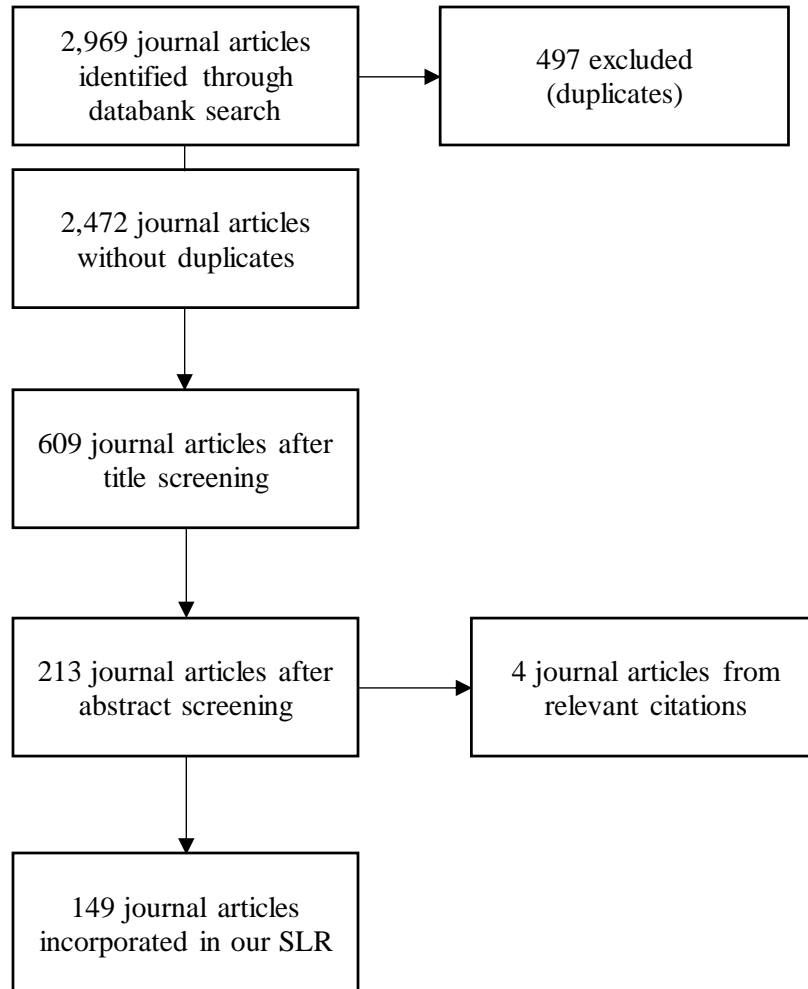 2,969 journal articles
identified through
databank search
497 excluded
(duplicates)
2,472 journal articles
without duplicates
609 journal articles after
title screening
213 journal articles after
abstract screening
4 journal articles from
relevant citations
149 journal articles
incorporated in our SLR